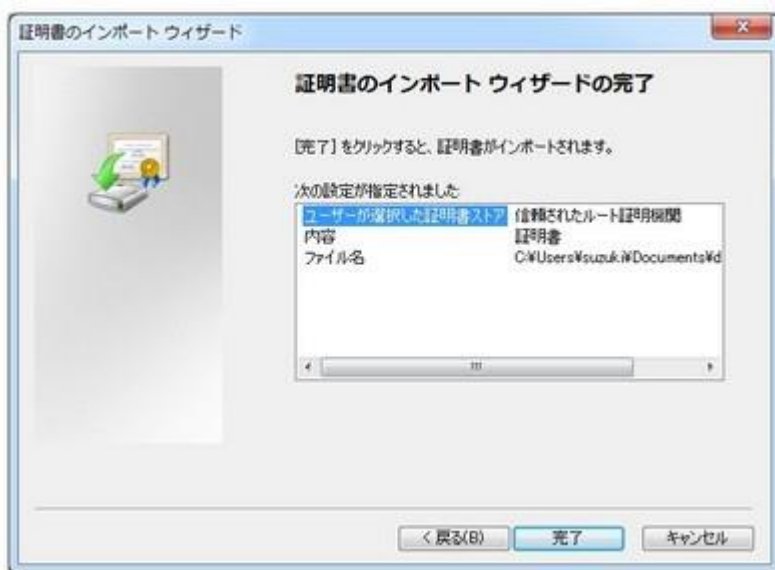 証明書のインポート ウィザード
証明書のインポート ウィザードの完了
[完了] をクリックすると、証明書がインポートされます。
次の設定が指定されました
ユーザーが選択した証明書ストア 信頼されたルート証明機関
内容 証明書
ファイル名 C:¥Users¥suzuki¥Documents¥d
< 戻る(B) 完了 キャンセル